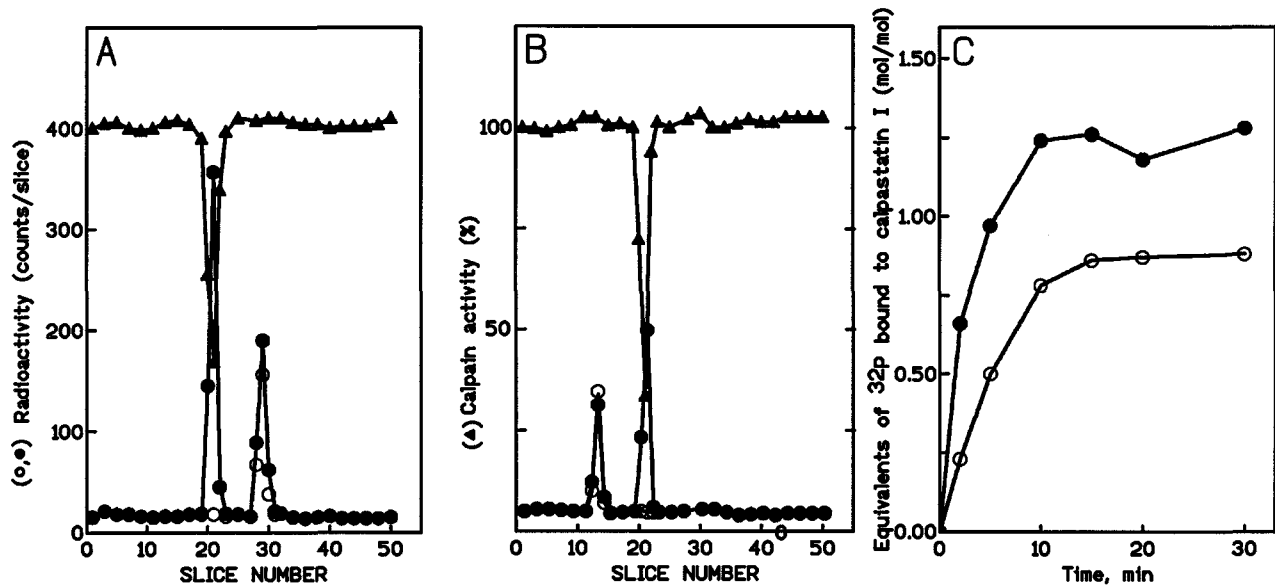 A
(○,●) Radioactivity (counts/slice)
400
300
200
100
0
0 10 20 30 40 50
SLICE NUMBER
B
(▲) Calpain activity (%)
100
50
0 10 20 30 40 50
SLICE NUMBER
C
Equivalents of 32p bound to calpastatin I (mol/mol)
1.50
1.00
0.50
0.00
0 10 20 30
Time, min